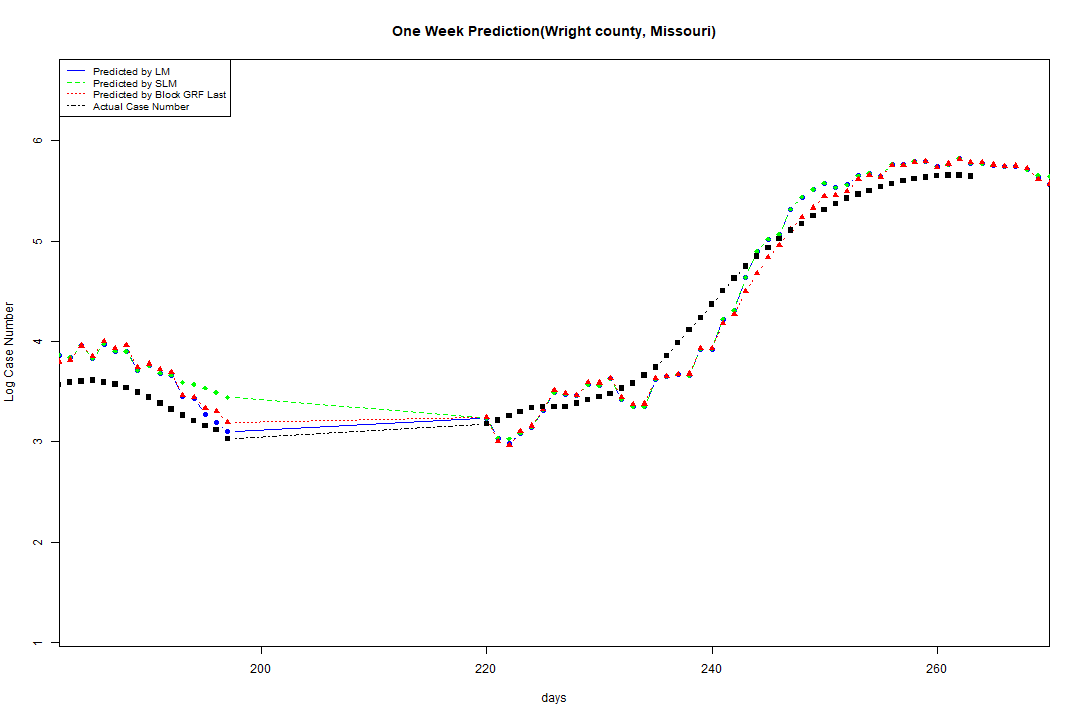 One Week Prediction(Wright county, Missouri)
Predicted by LM
Predicted by SLM
Predicted by Block GRF Last
Actual Case Number
6
5
4
3
2
1
Log Case Number
200 220 240 260
days